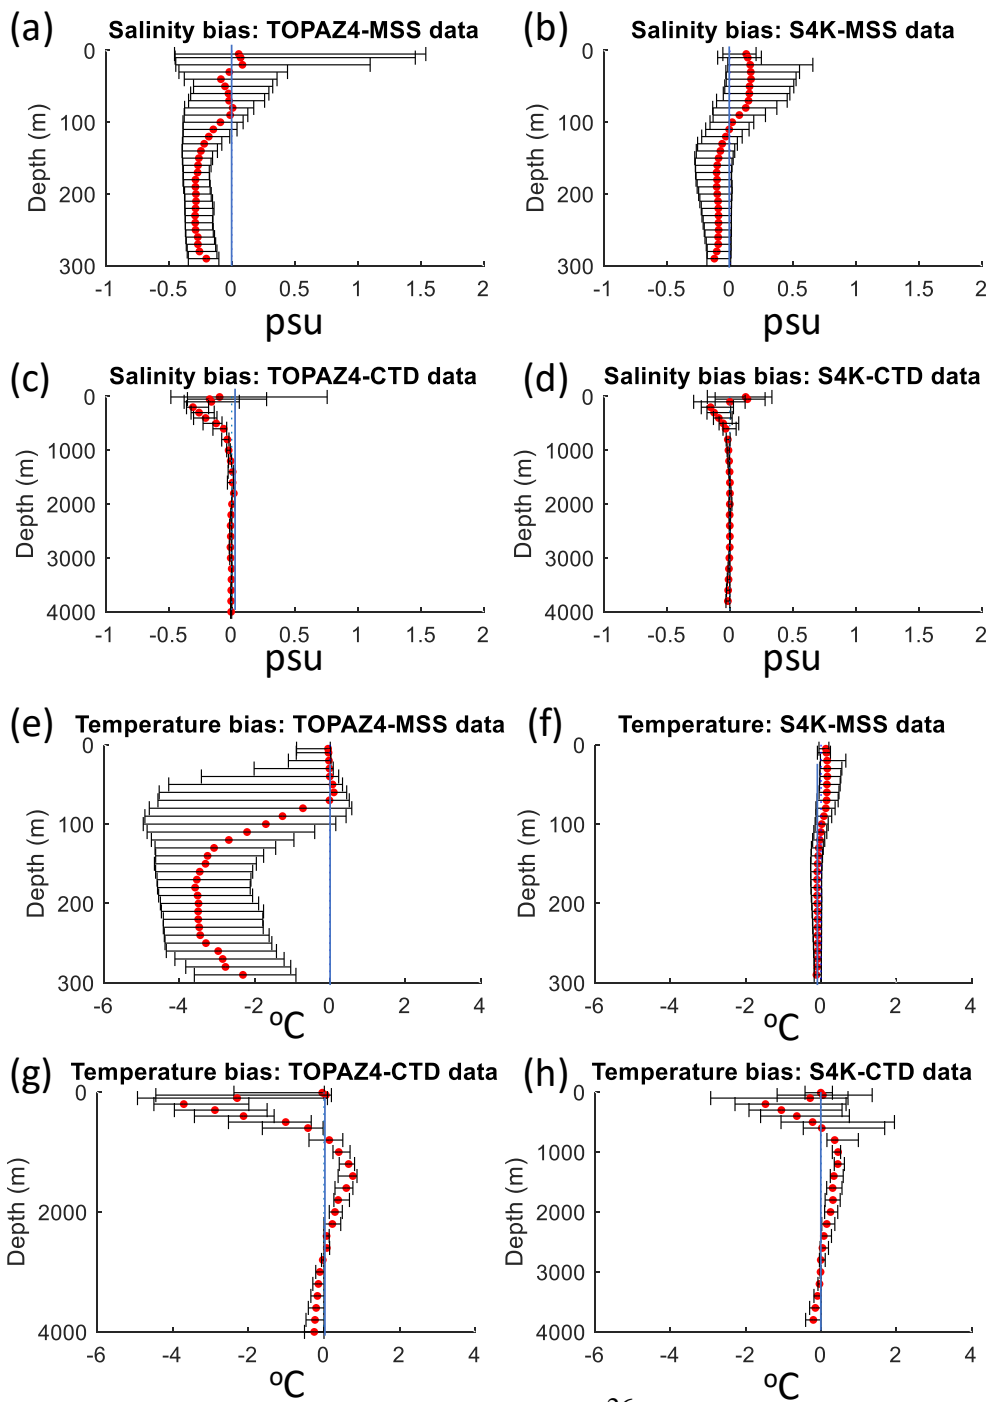 (a) Salinity bias: TOPAZ4-MSS data
0
100
200
300
Depth (m)
-1 -0.5 0 0.5 1 1.5 2
psu
(b) Salinity bias: S4K-MSS data
0
100
200
300
Depth (m)
-1 -0.5 0 0.5 1 1.5 2
psu
(c) Salinity bias: TOPAZ4-CTD data
0
1000
2000
3000
4000
Depth (m)
-1 -0.5 0 0.5 1 1.5 2
psu
(d) Salinity bias bias: S4K-CTD data
0
1000
2000
3000
4000
Depth (m)
-1 -0.5 0 0.5 1 1.5 2
psu
(e) Temperature bias: TOPAZ4-MSS data
0
100
200
300
Depth (m)
-6 -4 -2 0 2 4
ºC
(f) Temperature: S4K-MSS data
0
100
200
300
Depth (m)
-6 -4 -2 0 2 4
ºC
(g) Temperature bias: TOPAZ4-CTD data
0
2000
4000
Depth (m)
-6 -4 -2 0 2 4
ºC
(h) Temperature bias: S4K-CTD data
0
1000
2000
3000
4000
Depth (m)
-6 -4 -2 0 2 4
ºC